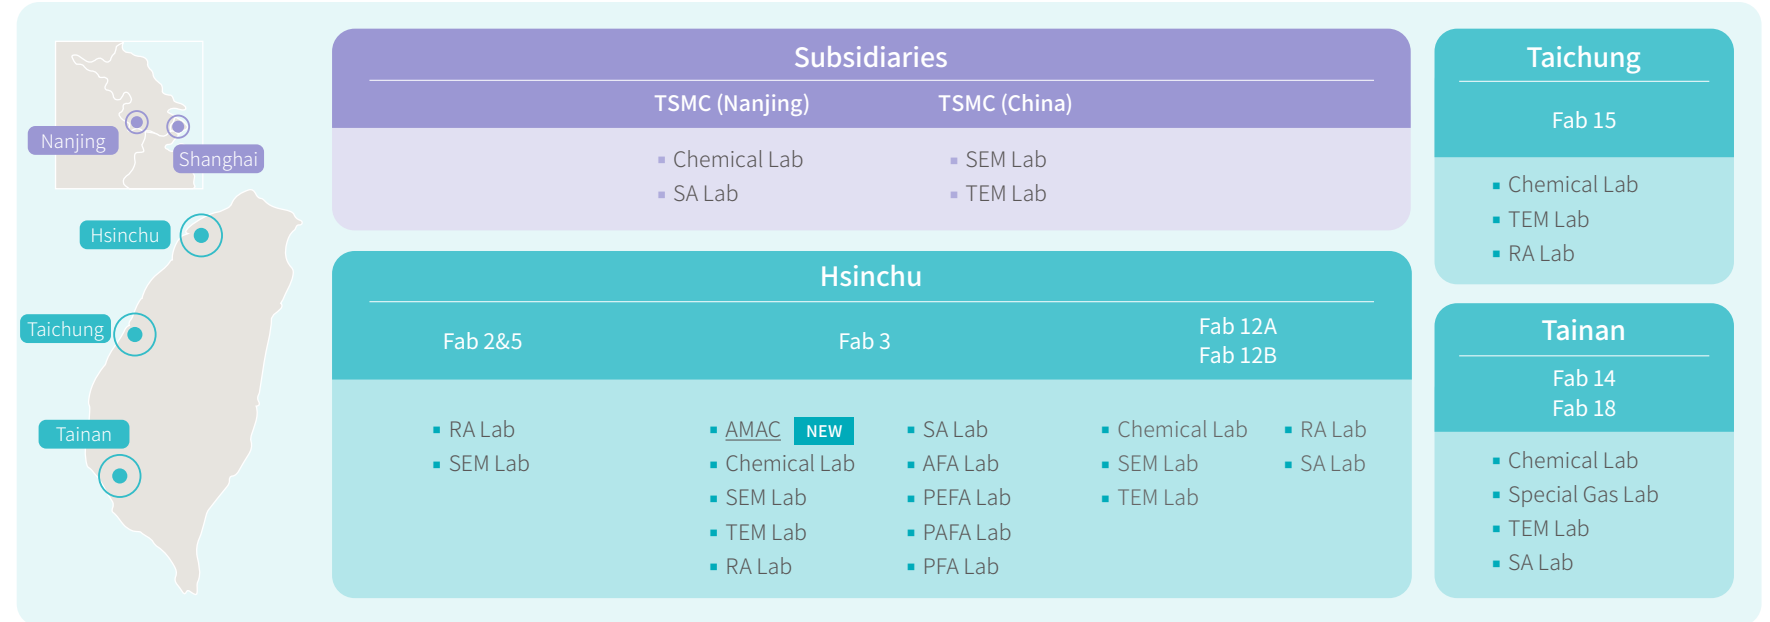 Nanjing
Shanghai
Hsinchu
Taichung
Tainan
Subsidiaries
TSMC (Nanjing)
Chemical Lab
SA Lab
TSMC (China)
SEM Lab
TEM Lab
Hsinchu
Fab 2&5
RA Lab
SEM Lab
Fab 3
AMAC NEW
Chemical Lab
SEM Lab
TEM Lab
RA Lab
SA Lab
AFA Lab
PEFA Lab
PAFA Lab
PFA Lab
Fab 12A
Fab 12B
Chemical Lab
SEM Lab
TEM Lab
RA Lab
SA Lab
Taichung
Fab 15
Chemical Lab
TEM Lab
RA Lab
Tainan
Fab 14
Fab 18
Chemical Lab
Special Gas Lab
TEM Lab
SA Lab